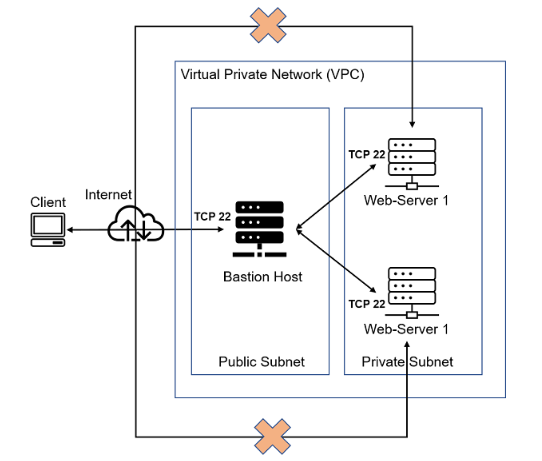 Virtual Private Network (VPC)
TCP 22
Web-Server 1
Client
Internet
TCP 22
Bastion Host
TCP 22
Web-Server 1
Public Subnet
Private Subnet